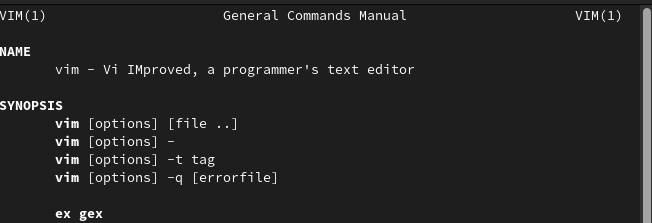 VIM(1) General Commands Manual VIM(1)
NAME
vim - Vi IMproved, a programmer's text editor
SYNOPSIS
vim [options] [file ..]
vim [options] -
vim [options] -t tag
vim [options] -q [errorfile]
ex gex